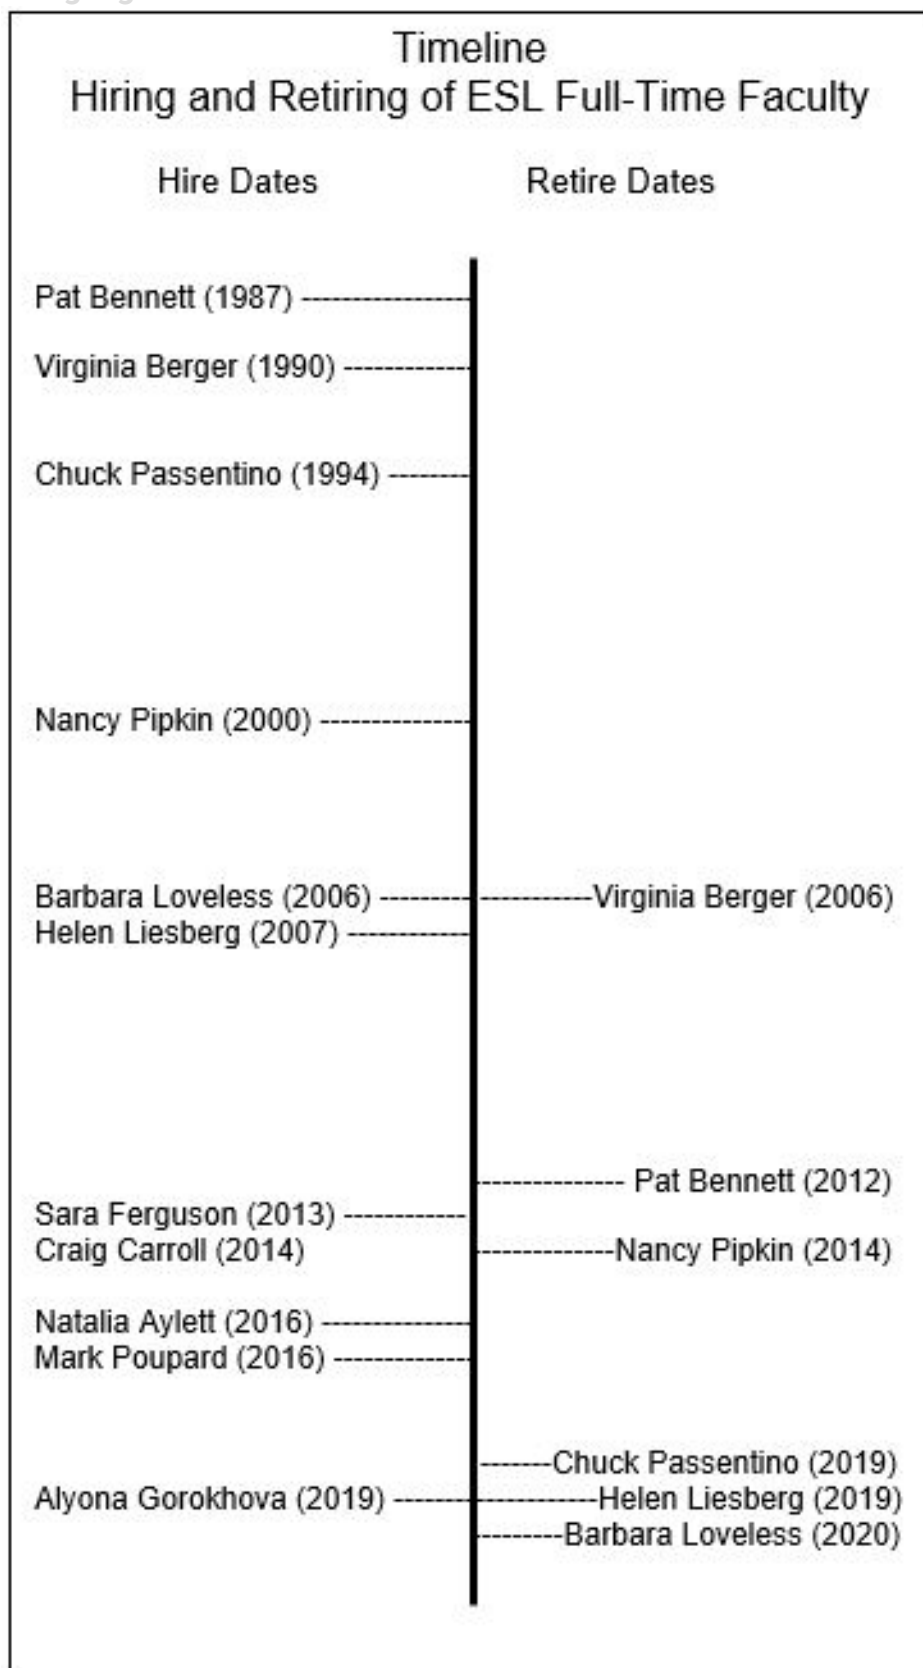 Timeline
Hiring and Retiring of ESL Full-Time Faculty
Hire Dates Retire Dates
Pat Bennett (1987)
Virginia Berger (1990)
Chuck Passentino (1994)
Nancy Pipkin (2000)
Barbara Loveless (2006) Virginia Berger (2006)
Helen Liesberg (2007)
Pat Bennett (2012)
Sara Ferguson (2013)
Craig Carroll (2014) Nancy Pipkin (2014)
Natalia Aylett (2016)
Mark Poupard (2016)
Chuck Passentino (2019)
Alyona Gorokhova (2019) Helen Liesberg (2019)
Barbara Loveless (2020)